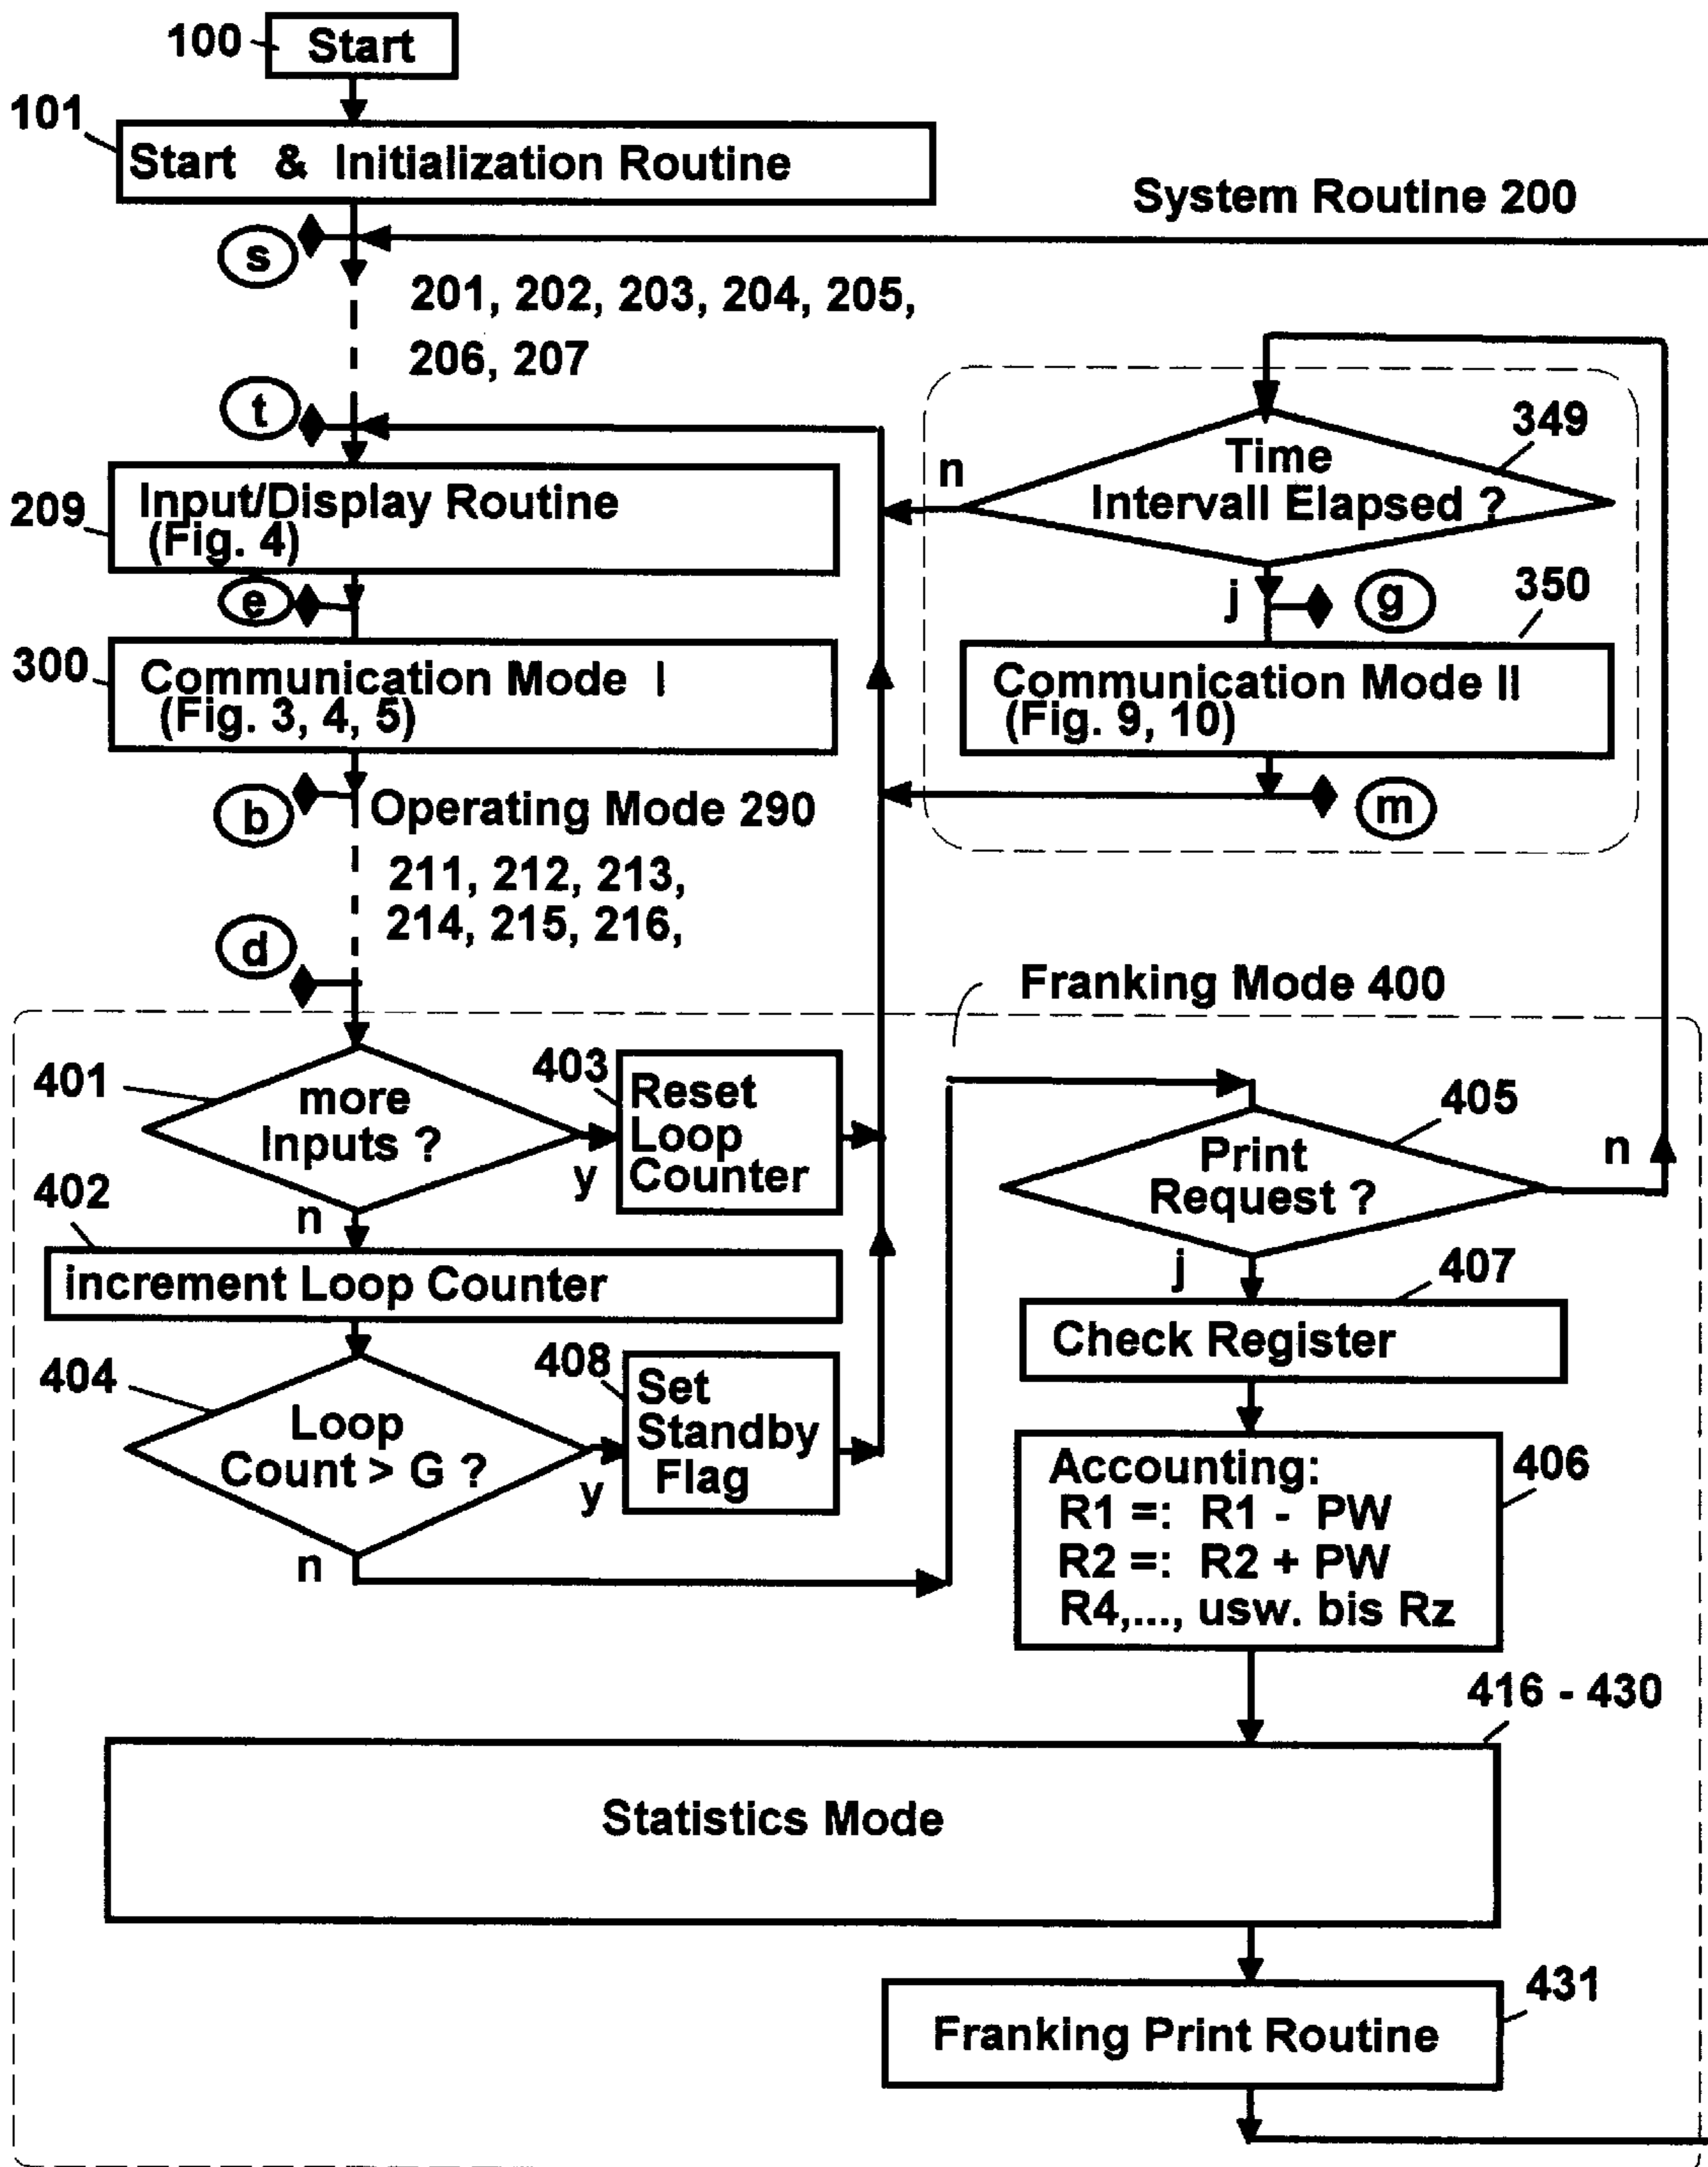 100
Start
101
Start & Initialization Routine
System Routine 200
s
201, 202, 203, 204, 205,
206, 207
t
349
Time
Intervall Elapsed ?
n
j
g
209
Input/Display Routine
(Fig. 4)
e
350
300
Communication Mode I
(Fig. 3, 4, 5)
Communication Mode II
(Fig. 9, 10)
m
b
Operating Mode 290
211, 212, 213,
214, 215, 216,
d
Franking Mode 400
401
more
Inputs ?
y
n
403
Reset
Loop
Counter
402
increment Loop Counter
404
Loop
Count > G ?
y
n
408
Set
Standby
Flag
405
Print
Request ?
n
j
407
Check Register
406
Accounting:
R1 =: R1 - PW
R2 =: R2 + PW
R4,..., usw. bis Rz
416 - 430
Statistics Mode
431
Franking Print Routine